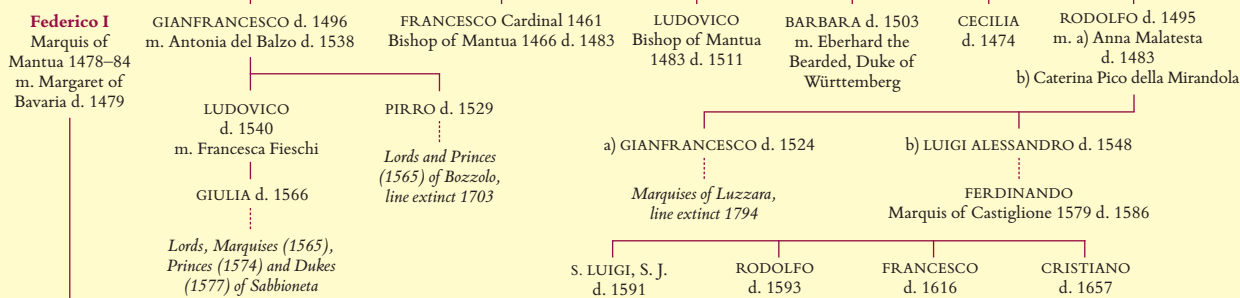 Federico I
Marquis of
Mantua 1478–84
m. Margaret of
Bavaria d. 1479
GIANFRANCESCO d. 1496
m. Antonia del Balzo d. 1538
FRANCESCO Cardinal 1461
Bishop of Mantua 1466 d. 1483
LUDOVICO
Bishop of Mantua
1483 d. 1511
BARBARA d. 1503
m. Eberhard the
Bearded, Duke of
Württemberg
CECILIA
d. 1474
RODOLFO d. 1495
m. a) Anna Malatesta
d. 1483
b) Caterina Pico della Mirandola
LUDOVICO
d. 1540
m. Francesca Fieschi
PIRRO d. 1529
Lords and Princes
(1565) of Bozzolo,
line extinct 1703
a) GIANFRANCESCO d. 1524
b) LUIGI ALESSANDRO d. 1548
GIULIA d. 1566
Marquises of Luzzara,
line extinct 1794
FERDINANDO
Marquis of Castiglione 1579 d. 1586
Lords, Marquises (1565),
Princes (1574) and Dukes
(1577) of Sabbioneta
S. LUIGI, S. J.
d. 1591
RODOLFO
d. 1593
FRANCESCO
d. 1616
CRISTIANO
d. 1657